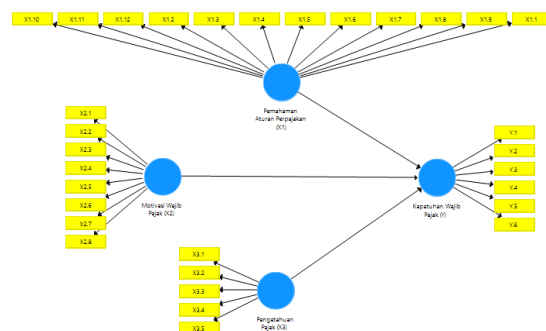 X1.10 X1.11 X1.12 X1.2 X1.3 X1.4 X1.5 X1.6 X1.7 X1.8 X1.9 X1.1
Pemahaman
Aturan Perpajakan
(X1)
X2.1
X2.2
X2.3
X2.4
X2.5
X2.6
X2.7
X2.8
Motivasi Wajib
Pajak (X2)
Y.1
Y.2
Y.3
Y.4
Y.5
Y.6
Kepatuhan Wajib
Pajak (Y)
X3.1
X3.2
X3.3
X3.4
X3.5
Pengetahuan
Pajak (X3)